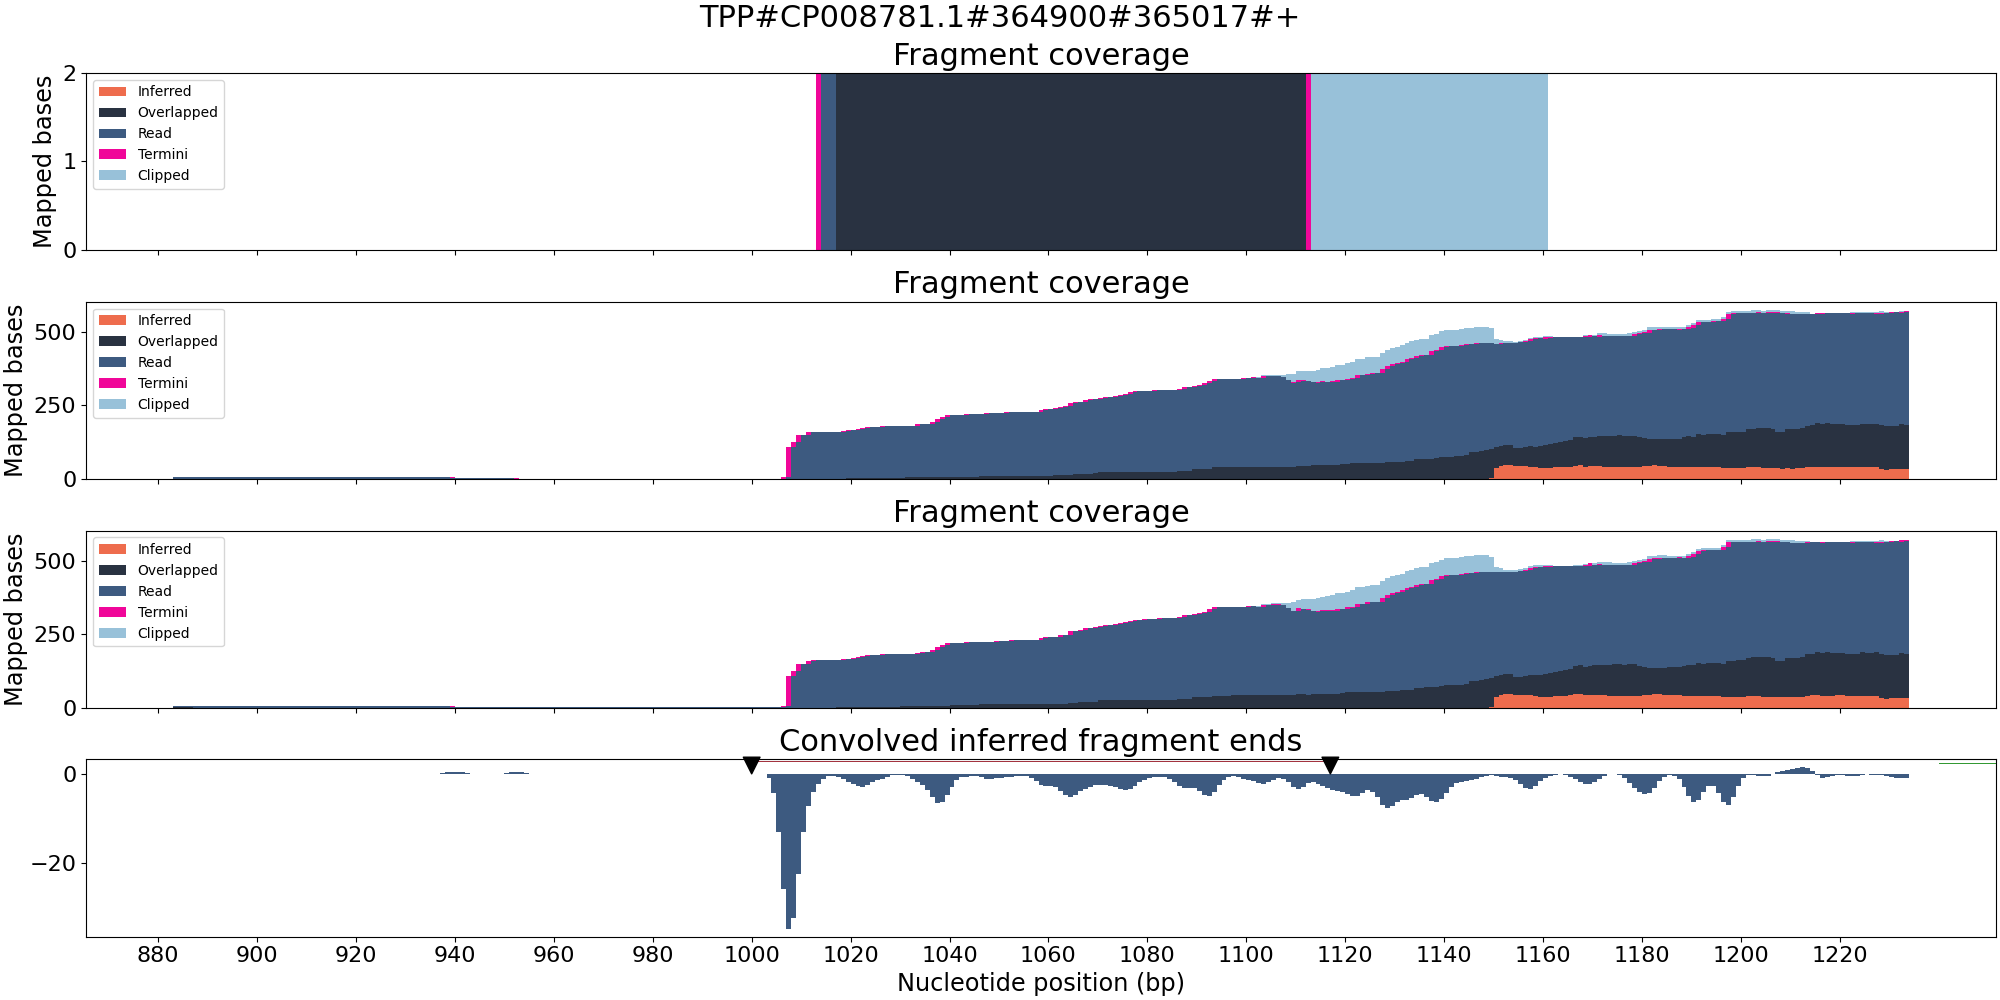 TPP#CP008781.1#364900#365017#+
Fragment coverage
Mapped bases
2
1
0
Inferred
Overlapped
Read
Termini
Clipped
880 900 920 940 960 980 1000 1020 1040 1060 1080 1100 1120 1140 1160 1180 1200 1220
Fragment coverage
Mapped bases
500
250
0
Inferred
Overlapped
Read
Termini
Clipped
Fragment coverage
Mapped bases
500
250
0
Inferred
Overlapped
Read
Termini
Clipped
Convolved inferred fragment ends
0
−20
Nucleotide position (bp)